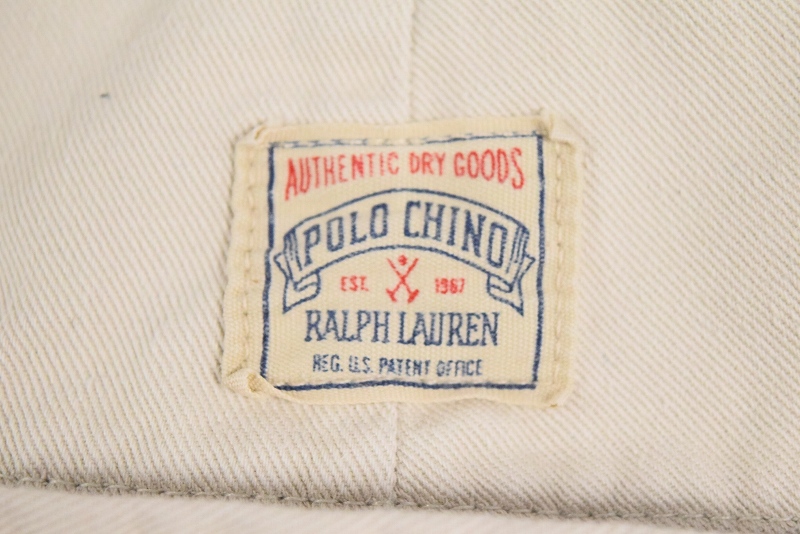 AUTHENTIC DRY GOODS
POLO CHINO
EST. 1967
RALPH LAUREN
REG. U.S. PATENT OFFICE